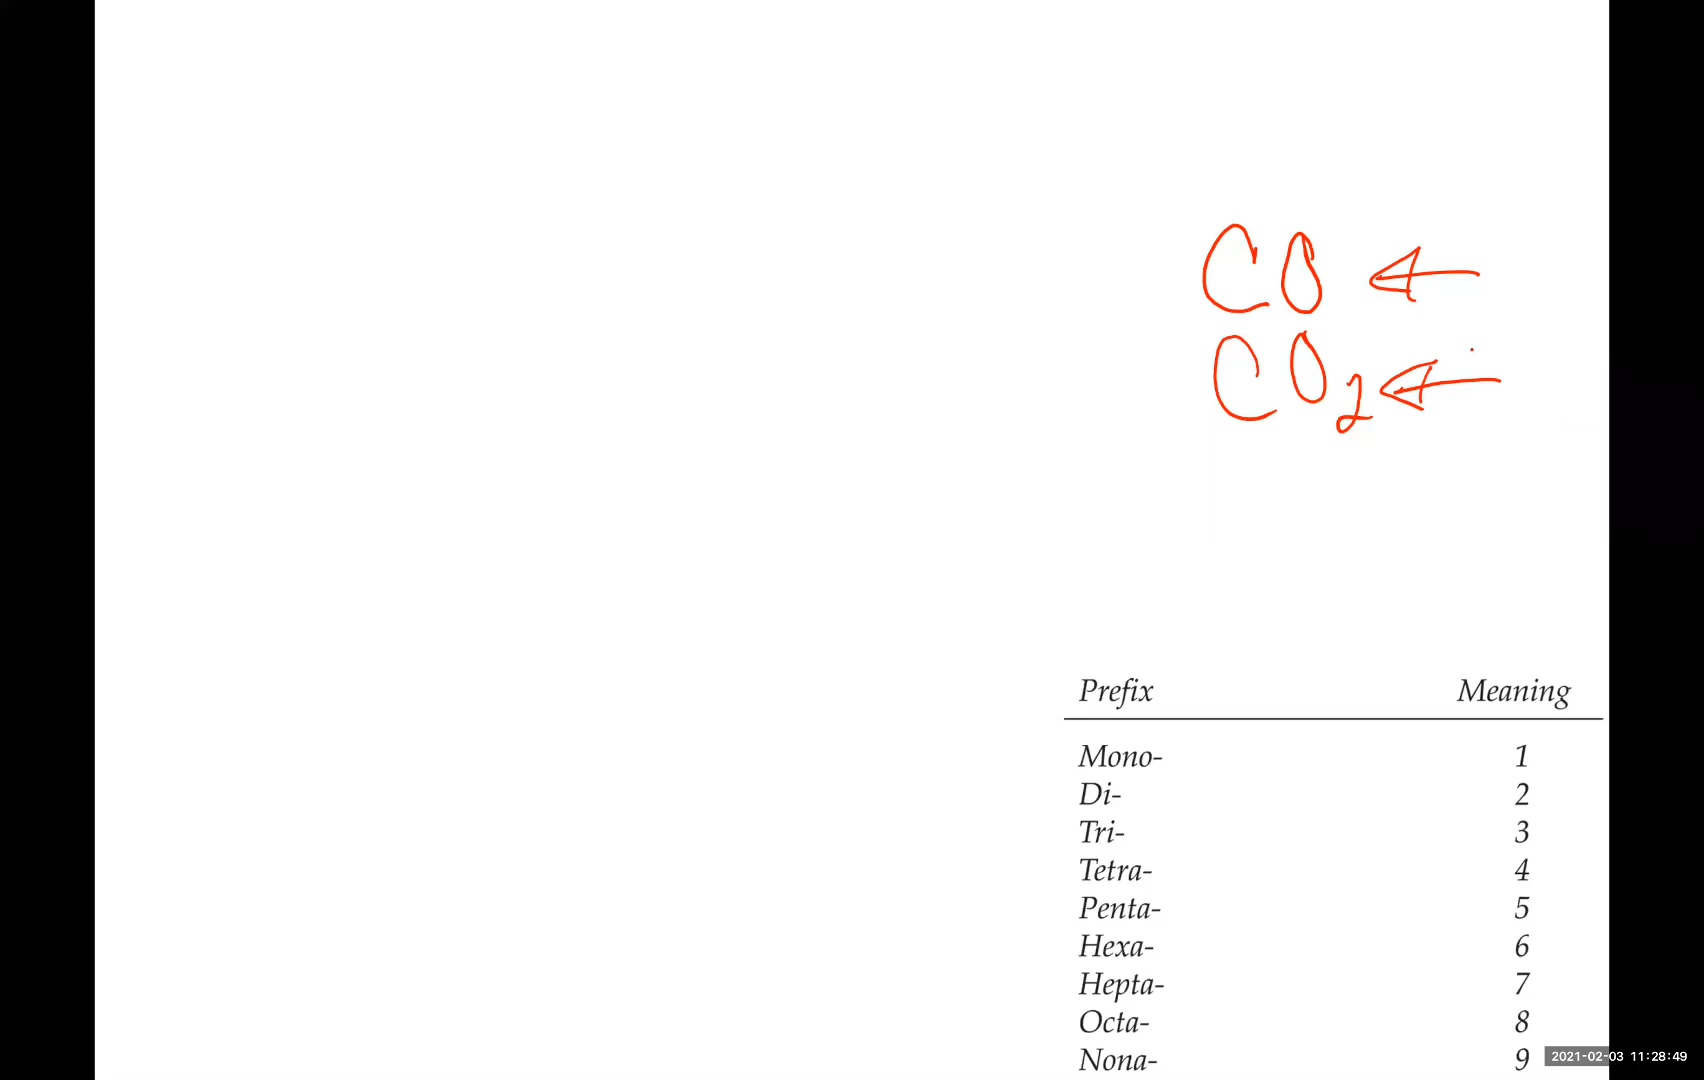 CO
CO2
Prefix Meaning
Mono- 1
Di- 2
Tri- 3
Tetra- 4
Penta- 5
Hexa- 6
Hepta- 7
Octa- 8
Nona- 9
2021-02-03 11:28:49